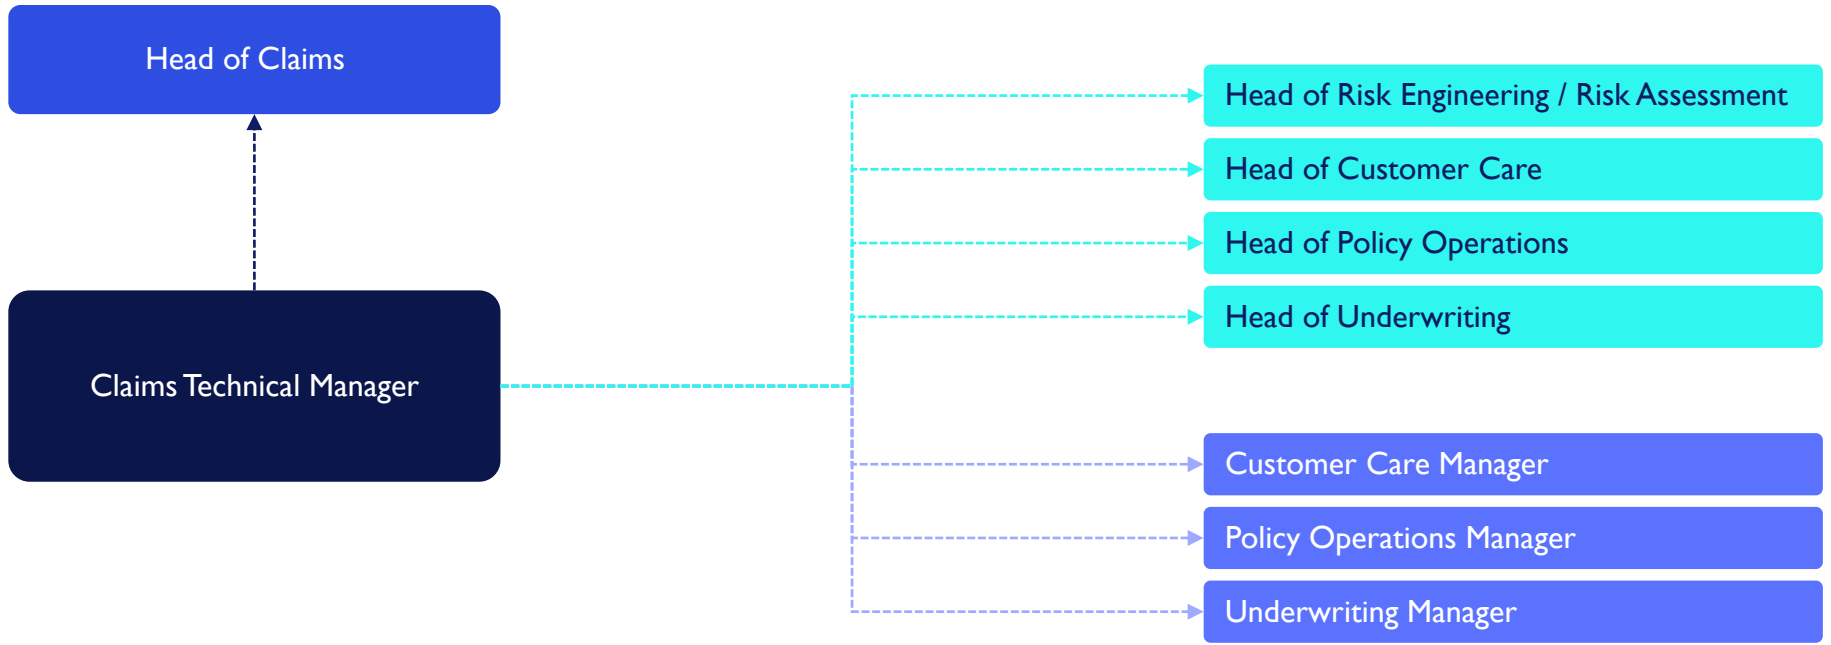 Head of Claims
Claims Technical Manager
Head of Risk Engineering / Risk Assessment
Head of Customer Care
Head of Policy Operations
Head of Underwriting
Customer Care Manager
Policy Operations Manager
Underwriting Manager